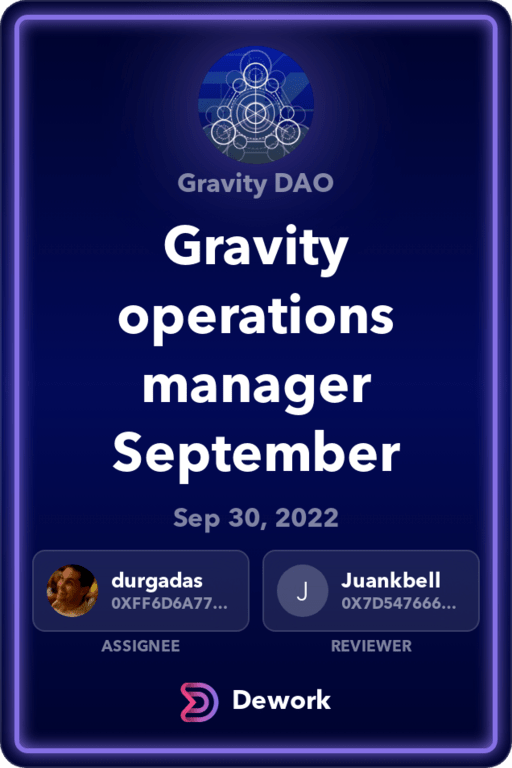 Gravity DAO
Gravity
operations
manager
September
Sep 30, 2022
durgadas
0XFF6D6A77...
ASSIGNEE
J
Juankbell
0X7D547666...
REVIEWER
Dework